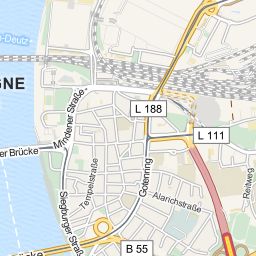 -Deutz
GNE
L 188
Mindener Straße
L 111
er Brücke
Tempelstraße
Gotenring
Reitweg
Siegburger Straße
Alarichstraße
B 55